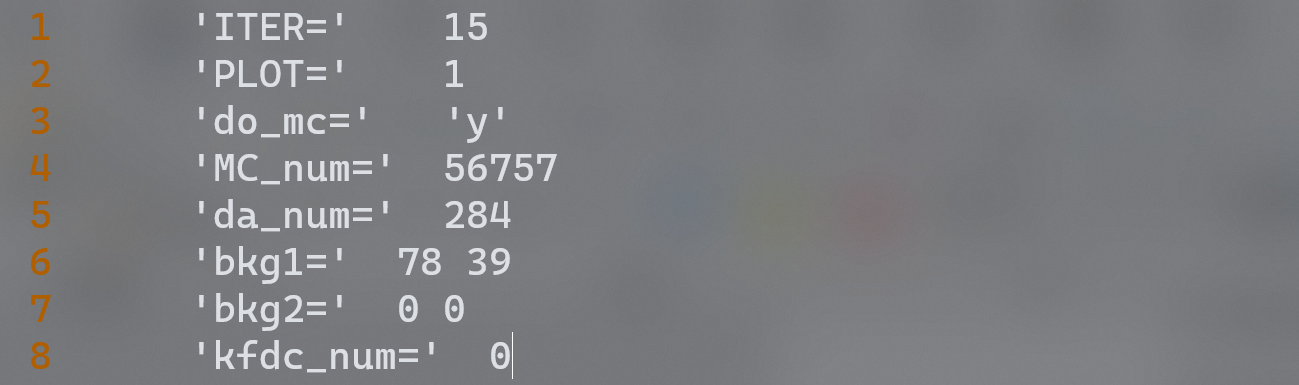 1 'ITER=' 15
2 'PLOT=' 1
3 'do_mc=' 'y'
4 'MC_num=' 56757
5 'da_num=' 284
6 'bkg1=' 78 39
7 'bkg2=' 0 0
8 'kfdc_num=' 0